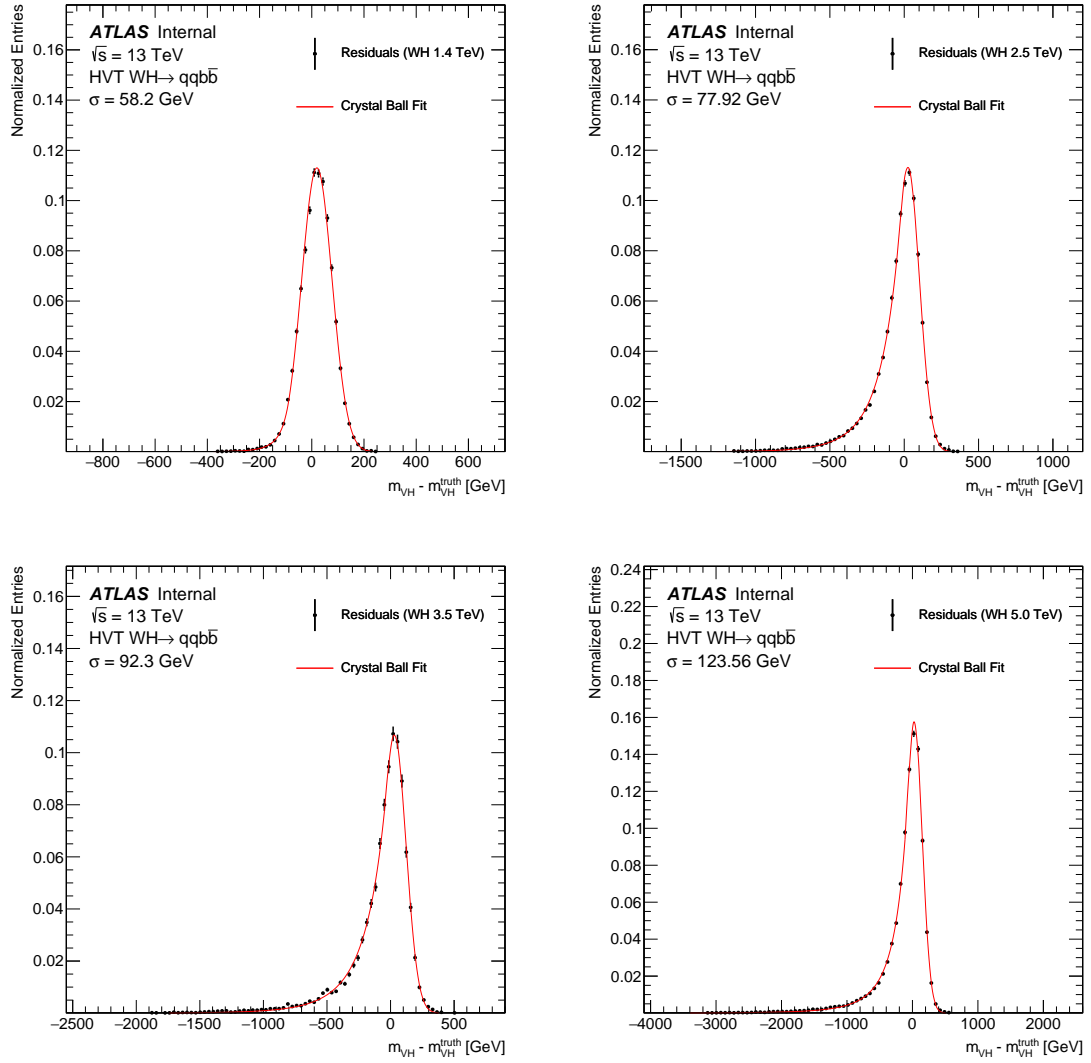 Normalized Entries
0.16
0.14
0.12
0.1
0.08
0.06
0.04
0.02
ATLAS Internal
√s = 13 TeV
HVT WH→ qqbb̄
σ = 58.2 GeV
Residuals (WH 1.4 TeV)
Crystal Ball Fit
−800 −600 −400 −200 0 200 400 600
m_VH - m_VH^truth [GeV]
Normalized Entries
0.16
0.14
0.12
0.1
0.08
0.06
0.04
0.02
ATLAS Internal
√s = 13 TeV
HVT WH→ qqbb̄
σ = 77.92 GeV
Residuals (WH 2.5 TeV)
Crystal Ball Fit
−1500 −1000 −500 0 500 1000
m_VH - m_VH^truth [GeV]
Normalized Entries
0.16
0.14
0.12
0.1
0.08
0.06
0.04
0.02
ATLAS Internal
√s = 13 TeV
HVT WH→ qqbb̄
σ = 92.3 GeV
Residuals (WH 3.5 TeV)
Crystal Ball Fit
−2500 −2000 −1500 −1000 −500 0 500
m_VH - m_VH^truth [GeV]
Normalized Entries
0.24
0.22
0.2
0.18
0.16
0.14
0.12
0.1
0.08
0.06
0.04
0.02
ATLAS Internal
√s = 13 TeV
HVT WH→ qqbb̄
σ = 123.56 GeV
Residuals (WH 5.0 TeV)
Crystal Ball Fit
−4000 −3000 −2000 −1000 0 1000 2000
m_VH - m_VH^truth [GeV]